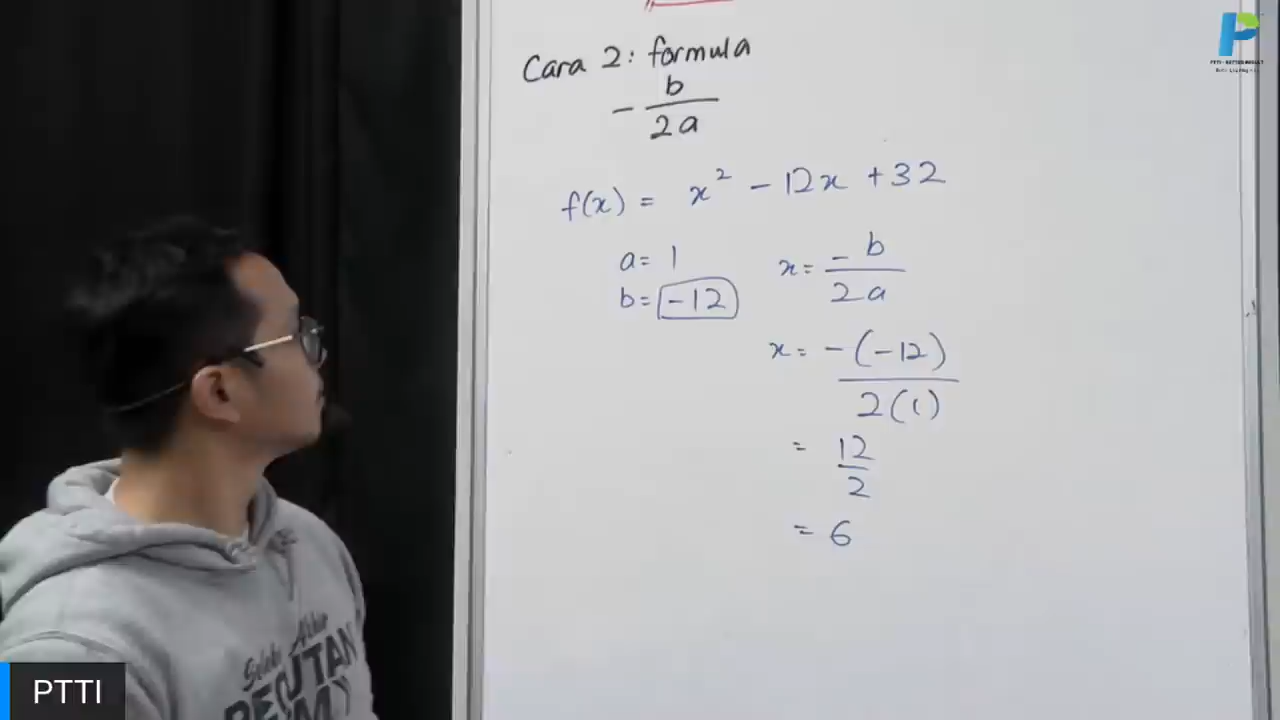 Cara 2: formula
- b
2a
f(x) = x² - 12x + 32
a = 1
b = -12
x = -b
2a
x = -(-12)
2(1)
= 12
2
= 6
PTTI